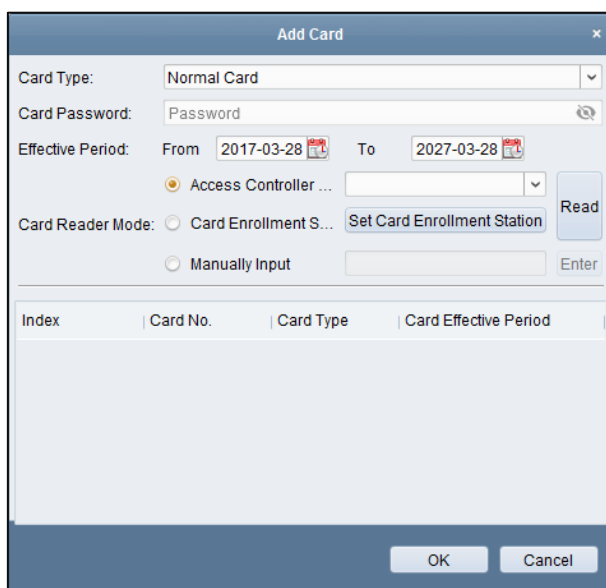 Add Card ×
Card Type: Normal Card
Card Password: Password
Effective Period: From 2017-03-28 To 2027-03-28
Access Controller ...
Card Reader Mode: Card Enrollment S... Set Card Enrollment Station Read
Manually Input Enter
Index Card No. Card Type Card Effective Period
OK Cancel